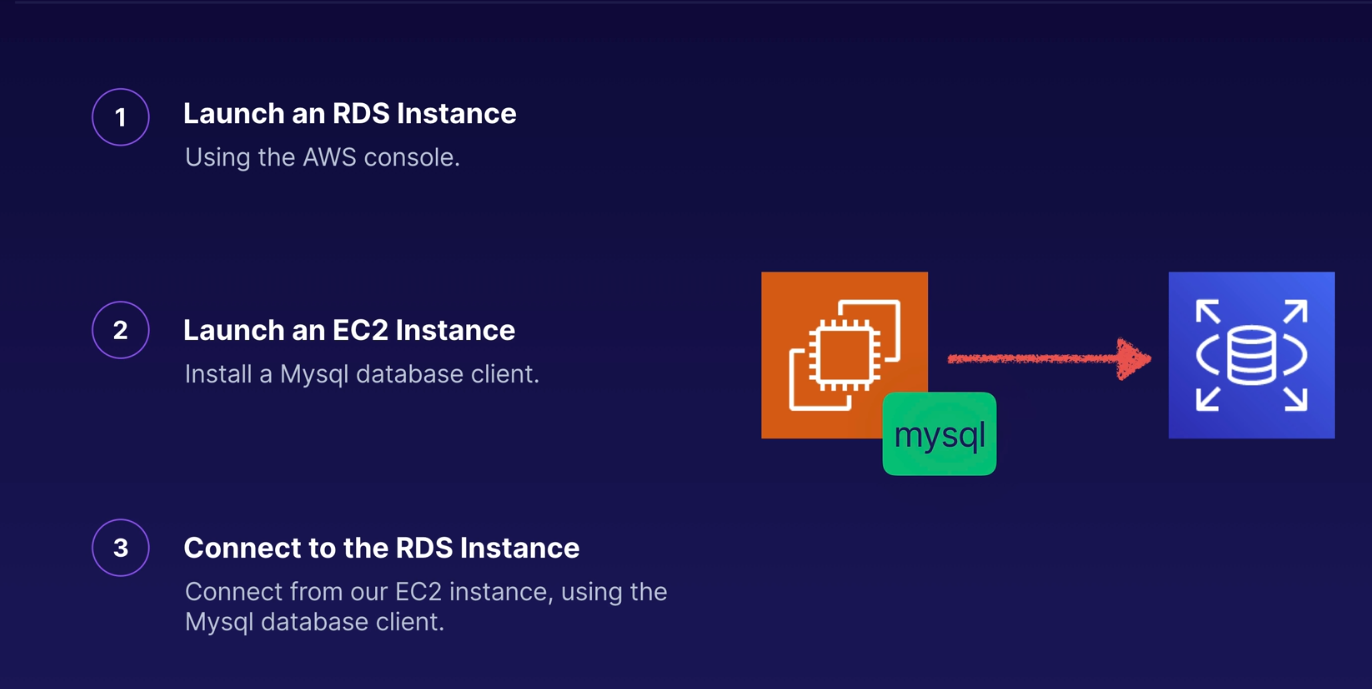 1
Launch an RDS Instance
Using the AWS console.
2
Launch an EC2 Instance
Install a Mysql database client.
mysql
3
Connect to the RDS Instance
Connect from our EC2 instance, using the
Mysql database client.